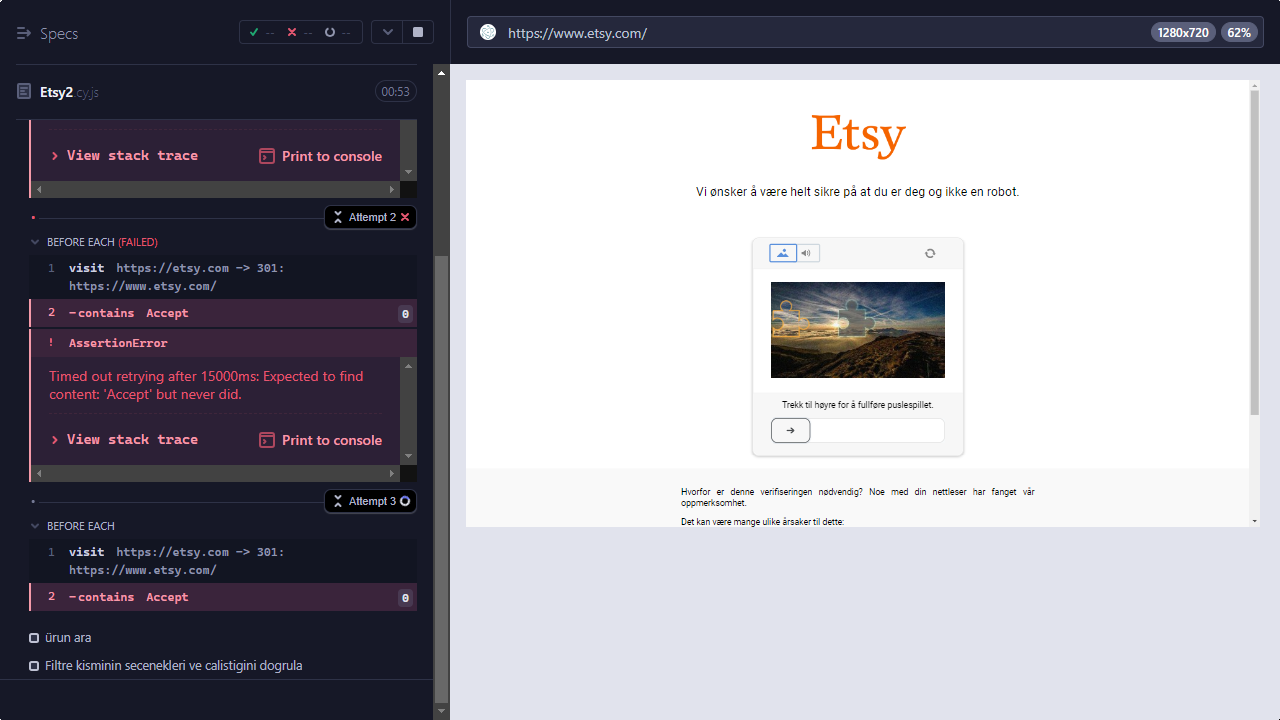 Specs
-- -- --
Etsy2.cy.js
00:53
View stack trace
Print to console
Attempt 2
BEFORE EACH (FAILED)
1 visit https://etsy.com -> 301:
https://www.etsy.com/
2 -contains Accept 0
! AssertionError
Timed out retrying after 15000ms: Expected to find
content: 'Accept' but never did.
View stack trace
Print to console
Attempt 3
BEFORE EACH
1 visit https://etsy.com -> 301:
https://www.etsy.com/
2 -contains Accept 0
ürun ara
Filtre kisminin secenekleri ve calistigini dogrula
https://www.etsy.com/
1280x720
62%
Etsy
Vi ønsker å være helt sikre på at du er deg og ikke en robot.
Trekk til høyre for å fullføre puslespillet.
Hvorfor er denne verifiseringen nødvendig? Noe med din nettleser har fanget vår
oppmerksomhet.
Det kan være mange ulike årsaker til dette: